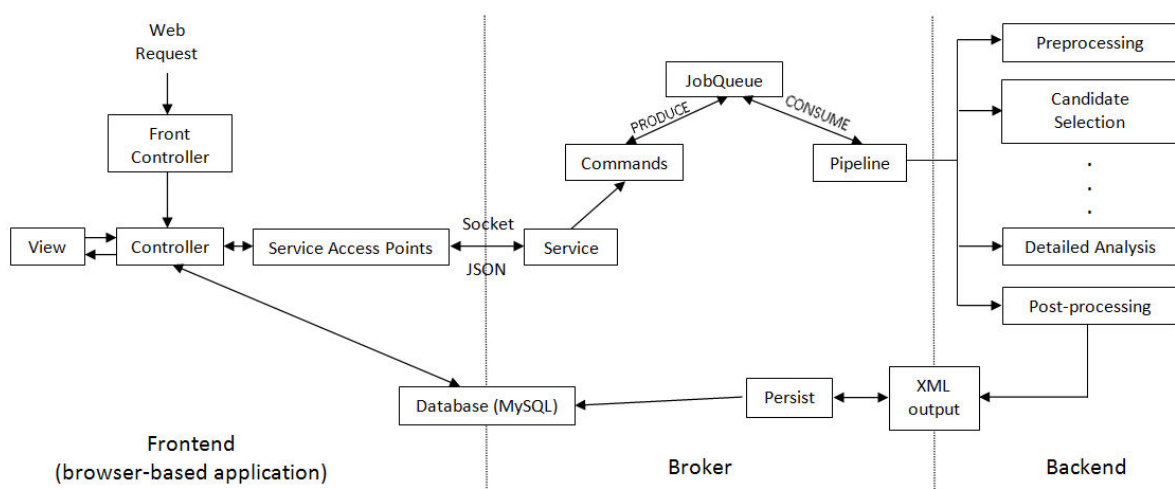 Web
Request
Front
Controller
View
Controller
Service Access Points
Socket
JSON
Service
Commands
PRODUCE
JobQueue
CONSUME
Pipeline
Preprocessing
Candidate
Selection
.
.
.
Detailed Analysis
Post-processing
XML
output
Persist
Database (MySQL)
Frontend
(browser-based application)
Broker
Backend